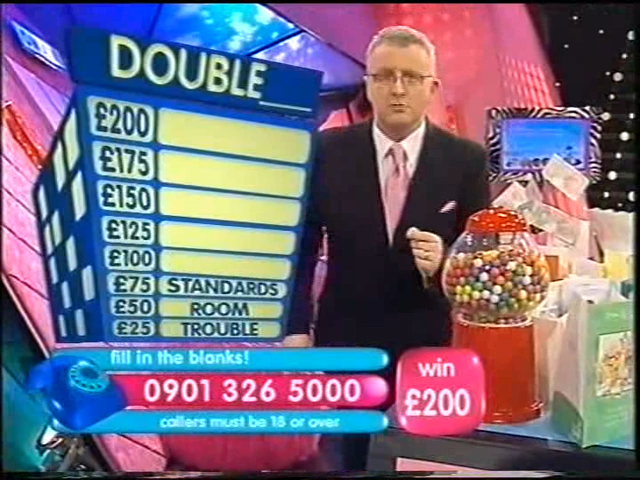 DOUBLE___
£200
£175
£150
£125
£100
£75 STANDARDS
£50 ROOM
£25 TROUBLE
fill in the blanks!
0901 326 5000
callers must be 18 or over
win
£200